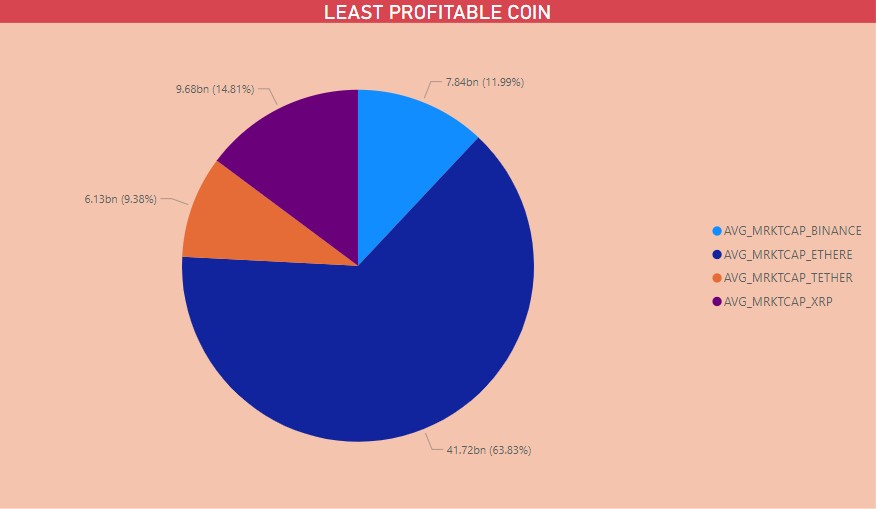 LEAST PROFITABLE COIN
7.84bn (11.99%)
9.68bn (14.81%)
6.13bn (9.38%)
41.72bn (63.83%)
AVG_MRKTCAP_BINANCE
AVG_MRKTCAP_ETHERE
AVG_MRKTCAP_TETHER
AVG_MRKTCAP_XRP